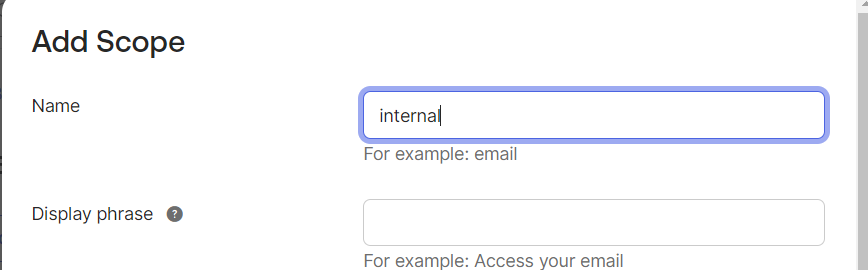 Add Scope
Name
internal
For example: email
Display phrase ?
For example: Access your email